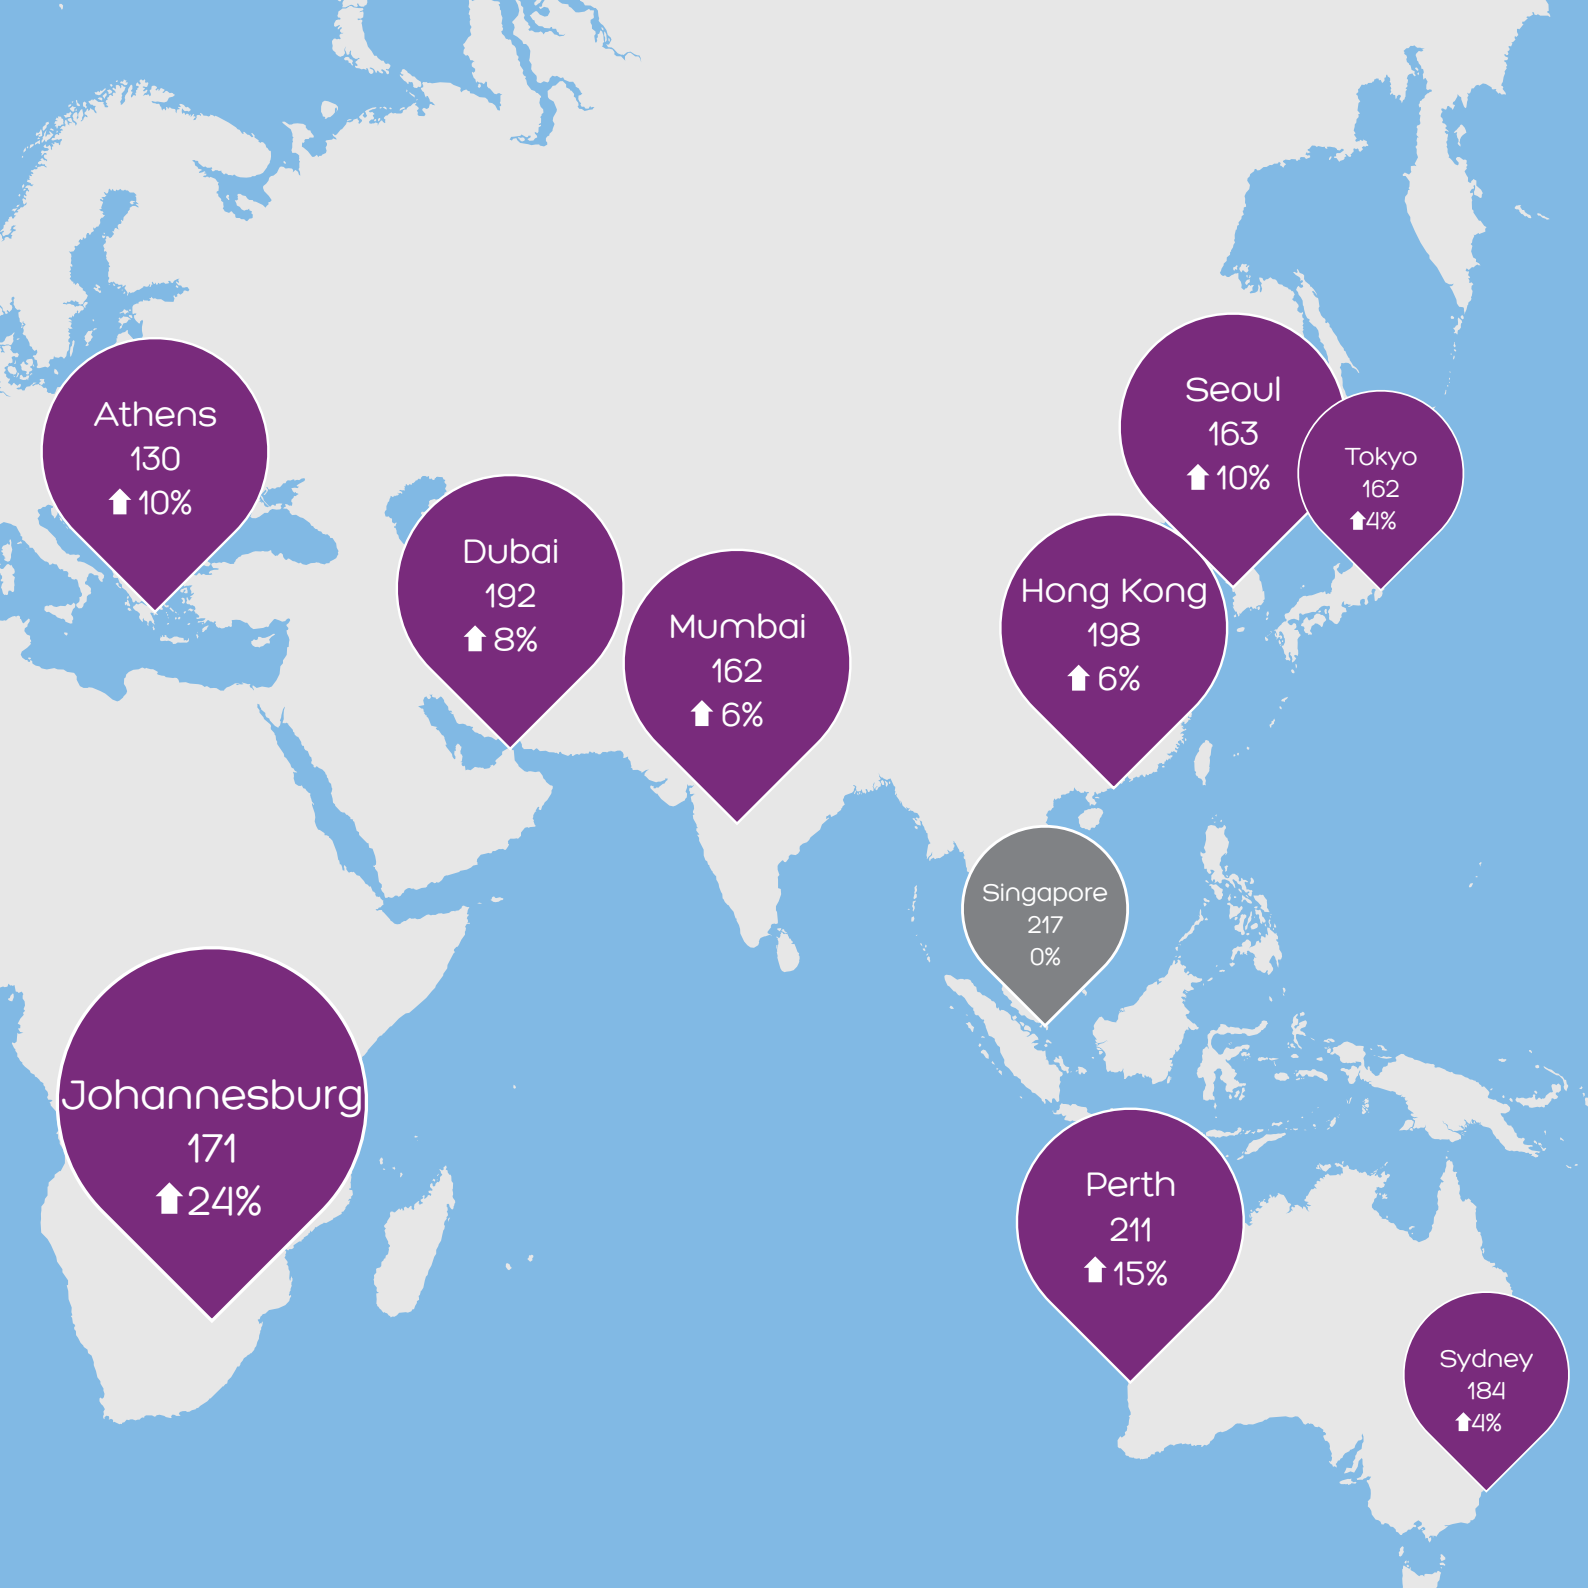 Seoul
163
10%
Athens
130
10%
Tokyo
162
4%
Dubai
192
8%
Hong Kong
198
6%
Mumbai
162
6%
Singapore
217
0%
Johannesburg
171
24%
Perth
211
15%
Sydney
184
4%